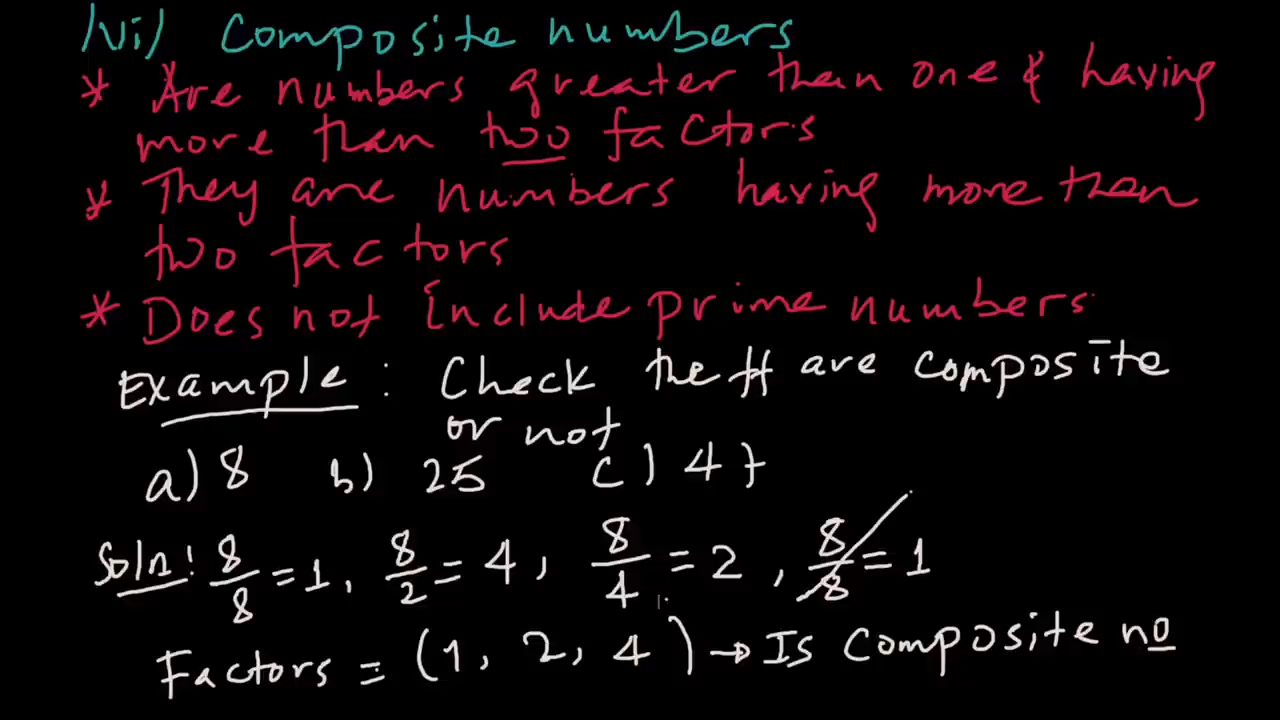 /vii) Composite numbers
* Are numbers greater than one & having
more than two factors
* They are numbers having more than
two factors
* Does not Include prime numbers
Example : Check the ff are composite
or not
a) 8 b) 25 c) 47
Soln: 8/8 = 1, 8/2 = 4, 8/4 = 2, 8/8 = 1
Factors = (1, 2, 4) → Is composite no